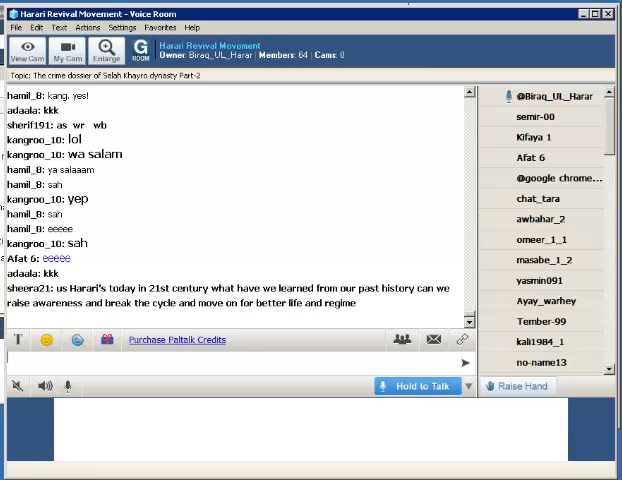 Harari Revival Movement - Voice Room
File Edit Text Actions Settings Favorites Help
View Cam My Cam Enlarge G ROOM
Harari Revival Movement
Owner: Biraq_UL_Harar | Members: 64 | Cams: 0
Topic: The crime dossier of Selah Khayro dynasty Part-2
hamil_8: kang, yes!
adaala: kkk
sherif191: as wr wb
kangroo_10: lol
kangroo_10: wa salam
hamil_8: ya salaaam
hamil_8: sah
kangroo_10: yep
hamil_8: sah
hamil_8: eeeee
kangroo_10: sah
Afat 6: eeeee
adaala: kkk
sheera21: us Harari's today in 21st century what have we learned from our past history can we
raise awareness and break the cycle and move on for better life and regime
@Biraq_UL_Harar
semir-00
Kifaya 1
Afat 6
@google chrome...
chat_tara
awbahar_2
omeer_1_1
masabe_1_2
yasmin091
Ayay_warhey
Tember-99
kali1984_1
no-name13
T Purchase Paltalk Credits
Hold to Talk
Raise Hand